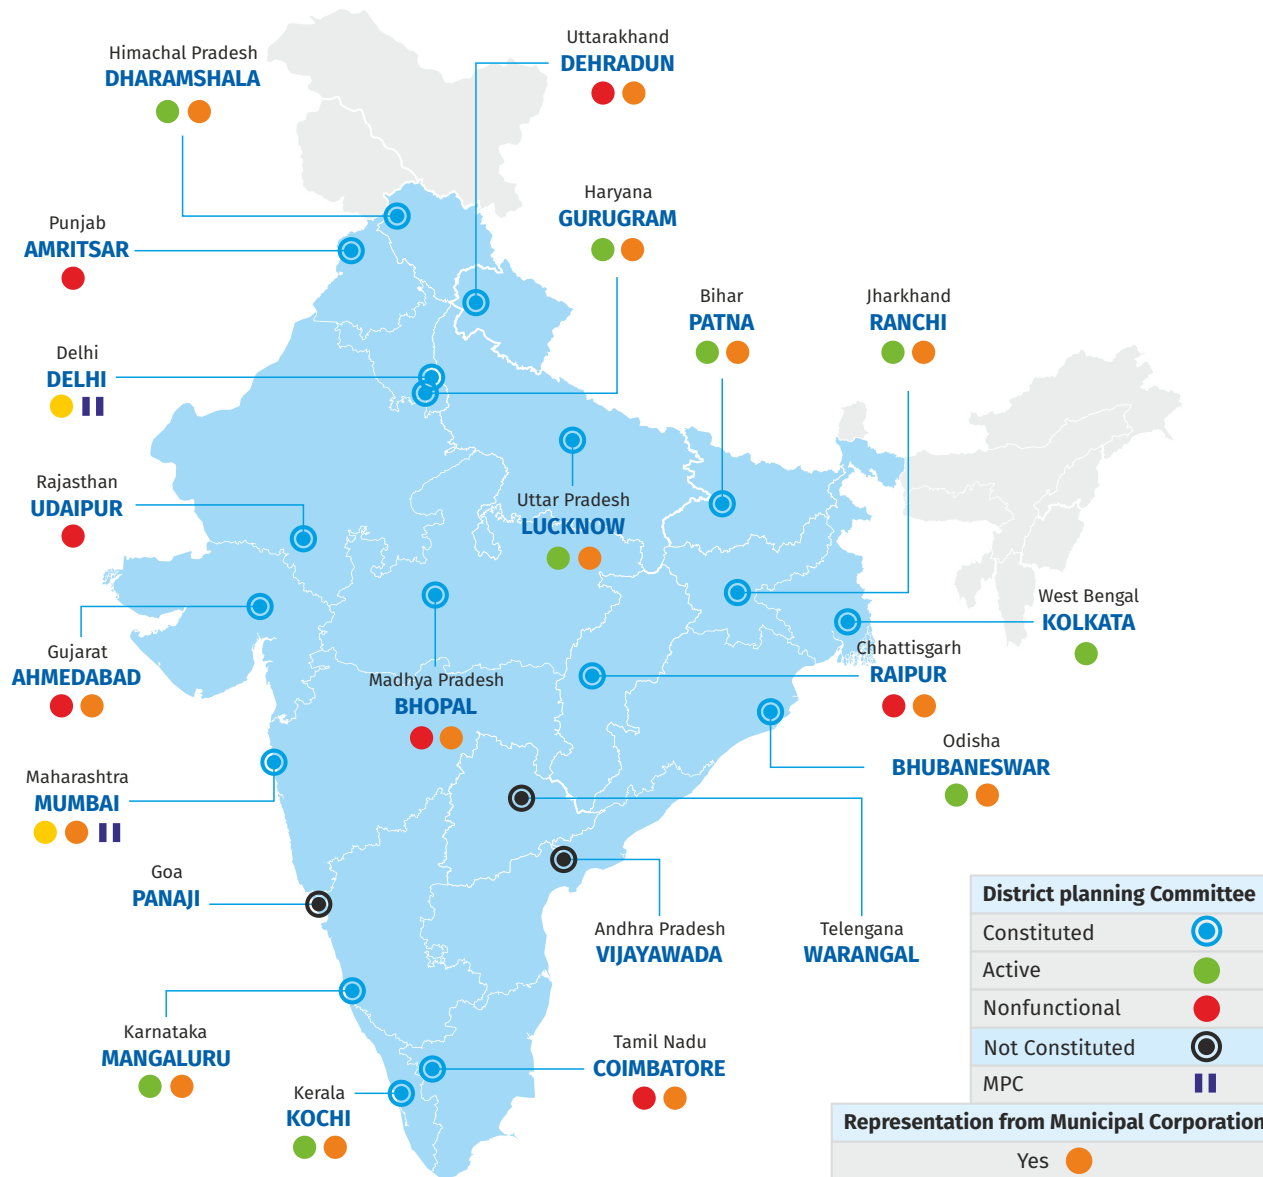 Himachal Pradesh
DHARAMSHALA
Uttarakhand
DEHRADUN
Haryana
GURUGRAM
Punjab
AMRITSAR
Bihar
PATNA
Jharkhand
RANCHI
Delhi
DELHI
Rajasthan
UDAIPUR
Uttar Pradesh
LUCKNOW
West Bengal
KOLKATA
Gujarat
AHMEDABAD
Madhya Pradesh
BHOPAL
Chhattisgarh
RAIPUR
Odisha
BHUBANESWAR
Maharashtra
MUMBAI
Goa
PANAJI
Andhra Pradesh
VIJAYAWADA
Telengana
WARANGAL
Karnataka
MANGALURU
Kerala
KOCHI
Tamil Nadu
COIMBATORE
District planning Committee
Constituted
Active
Nonfunctional
Not Constituted
MPC
Representation from Municipal Corporation
Yes